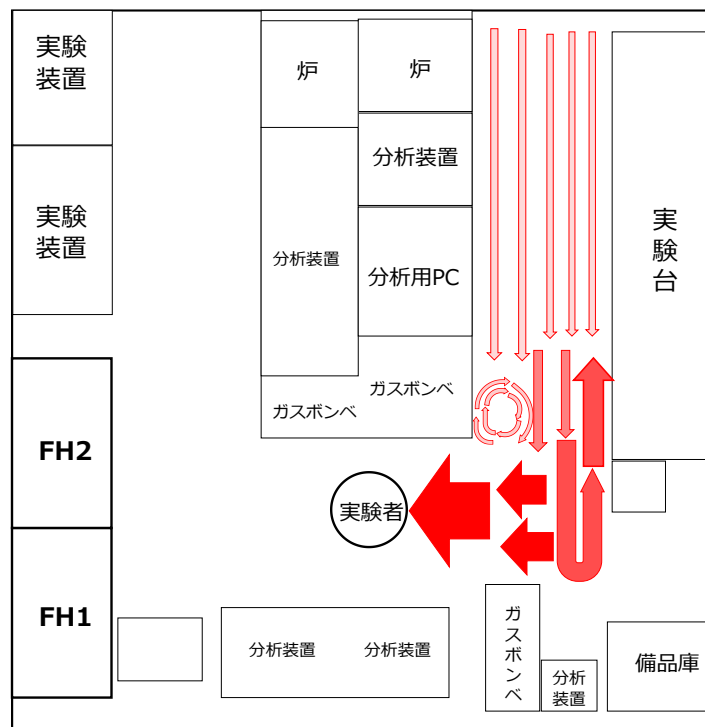 実験
装置
炉
炉
分析装置
実験
装置
分析装置
分析用PC
実
験
台
ガスボンベ
ガスボンベ
FH2
実験者
FH1
分析装置
分析装置
ガスボンベ
分析
装置
備品庫